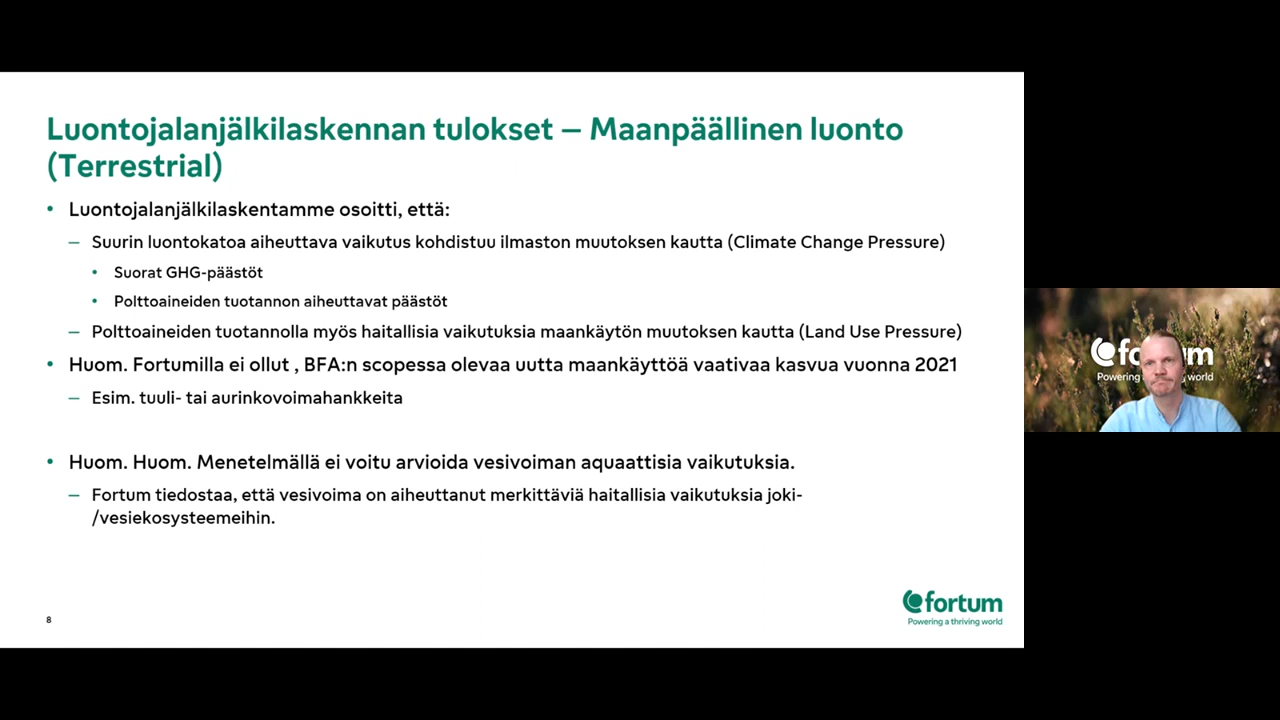 Luontojalanjälkilaskennan tulokset – Maanpäällinen luonto
(Terrestrial)
• Luontojalanjälkilaskentamme osoitti, että:
– Suurin luontokatoa aiheuttava vaikutus kohdistuu ilmaston muutoksen kautta (Climate Change Pressure)
• Suorat GHG-päästöt
• Polttoaineiden tuotannon aiheuttavat päästöt
– Polttoaineiden tuotannolla myös haitallisia vaikutuksia maankäytön muutoksen kautta (Land Use Pressure)
• Huom. Fortumilla ei ollut , BFA:n scopessa olevaa uutta maankäyttöä vaativaa kasvua vuonna 2021
– Esim. tuuli- tai aurinkovoimahankkeita
• Huom. Huom. Menetelmällä ei voitu arvioida vesivoiman aquaattisia vaikutuksia.
– Fortum tiedostaa, että vesivoima on aiheuttanut merkittäviä haitallisia vaikutuksia joki-
/vesiekosysteemeihin.
8
fortum
Powering a thriving world
Powering
world